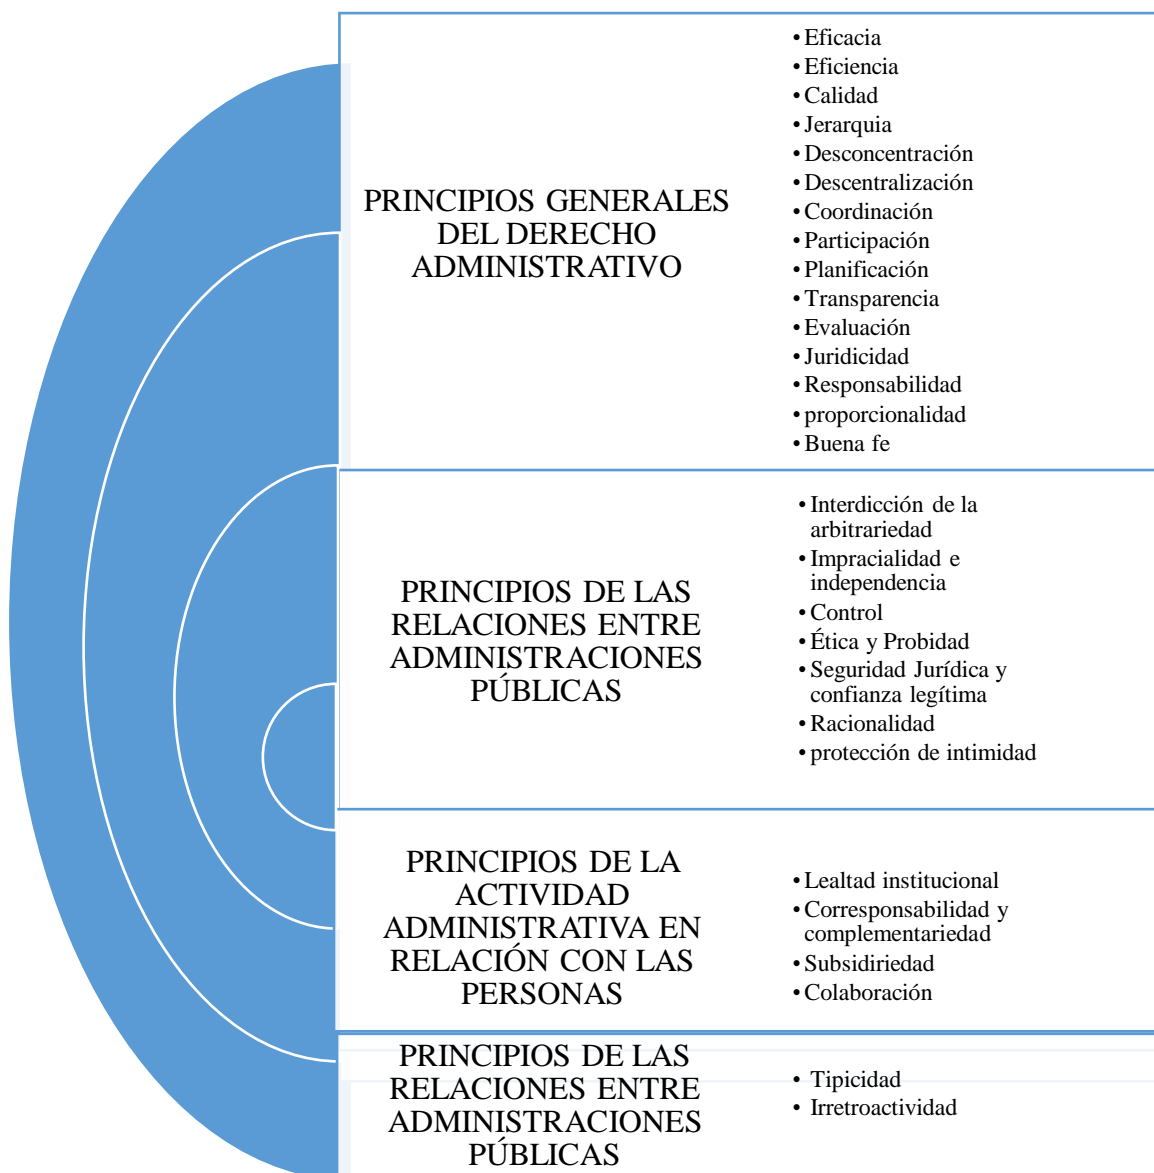 PRINCIPIOS GENERALES
DEL DERECHO
ADMINISTRATIVO
• Eficacia
• Eficiencia
• Calidad
• Jerarquia
• Desconcentración
• Descentralización
• Coordinación
• Participación
• Planificación
• Transparencia
• Evaluación
• Juridicidad
• Responsabilidad
• proporcionalidad
• Buena fe
PRINCIPIOS DE LAS
RELACIONES ENTRE
ADMINISTRACIONES
PÚBLICAS
• Interdicción de la
arbitrariedad
• Impracialidad e
independencia
• Control
• Ética y Probidad
• Seguridad Jurídica y
confianza legítima
• Racionalidad
• protección de intimidad
PRINCIPIOS DE LA
ACTIVIDAD
ADMINISTRATIVA EN
RELACIÓN CON LAS
PERSONAS
• Lealtad institucional
• Corresponsabilidad y
complementariedad
• Subsidiriedad
• Colaboración
PRINCIPIOS DE LAS
RELACIONES ENTRE
ADMINISTRACIONES
PÚBLICAS
• Tipicidad
• Irretroactividad